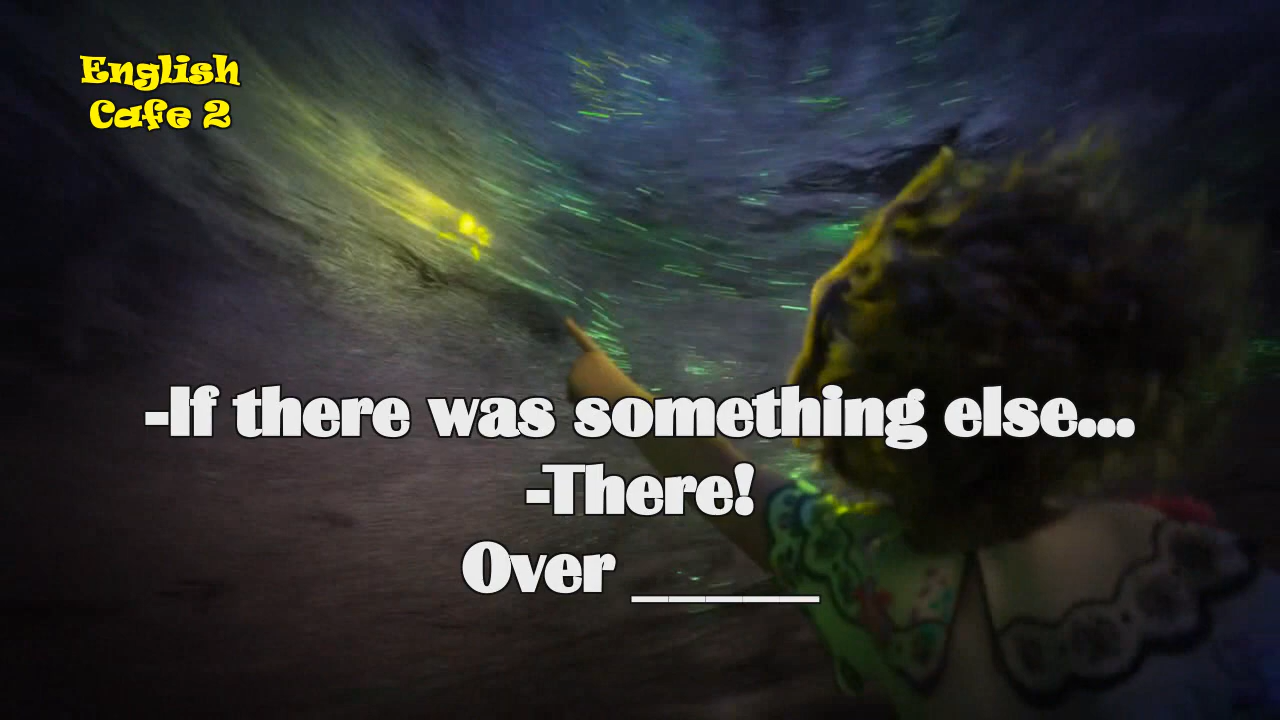 English
Cafe 2
-If there was something else...
-There!
Over _____